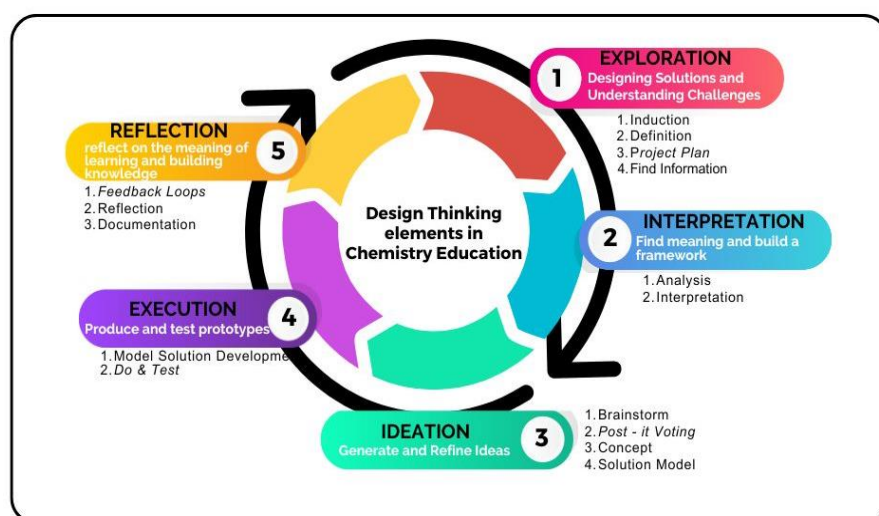 Design Thinking
elements in
Chemistry Education
1
EXPLORATION
Designing Solutions and
Understanding Challenges
1.Induction
2.Definition
3.Project Plan
4.Find Information
2
INTERPRETATION
Find meaning and build a
framework
1.Analysis
2.Interpretation
IDEATION
Generate and Refine Ideas
3
1.Brainstorm
2.Post - it Voting
3.Concept
4.Solution Model
EXECUTION
Produce and test prototypes
4
1.Model Solution Developme
2.Do & Test
REFLECTION
reflect on the meaning of
learning and building
knowledge
5
1.Feedback Loops
2.Reflection
3.Documentation